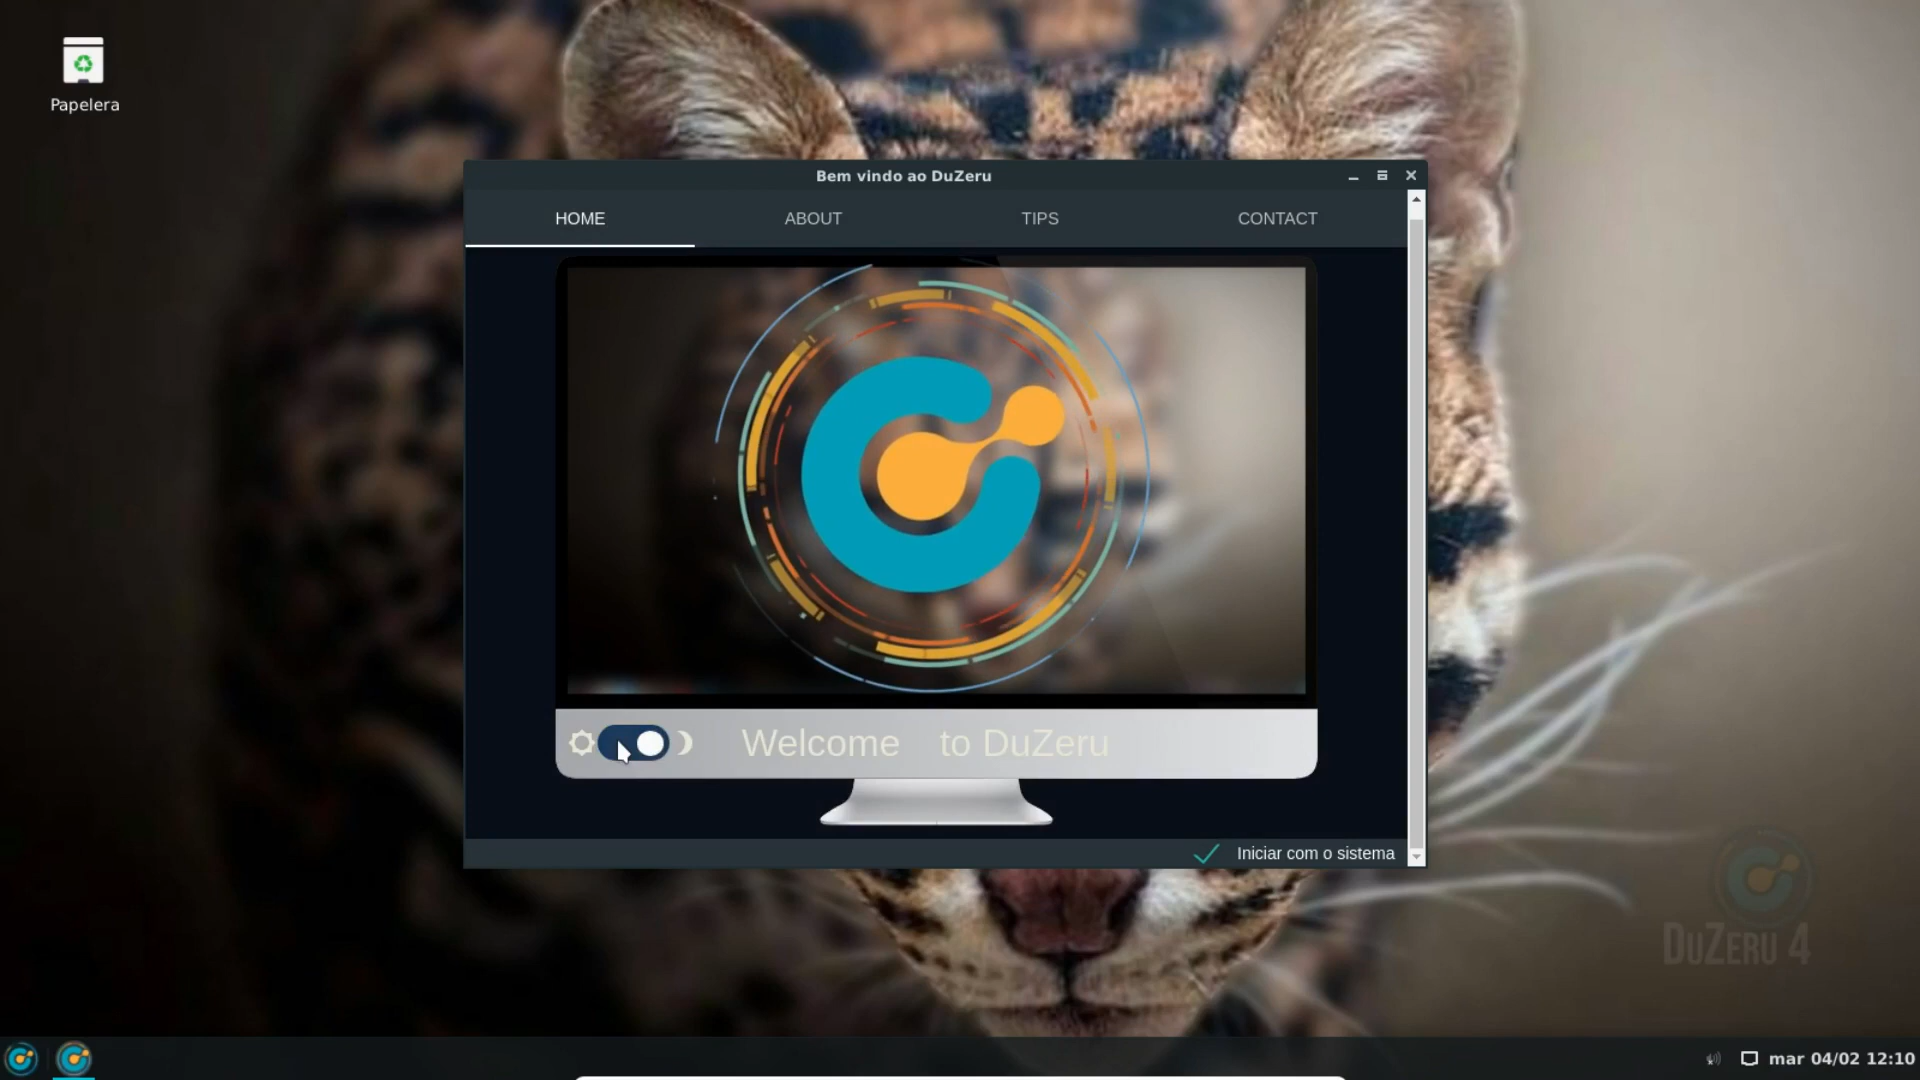 Papelera
Bem vindo ao DuZeru
HOME ABOUT TIPS CONTACT
Welcome to DuZeru
Iniciar com o sistema
DuZeru 4
mar 04/02 12:10